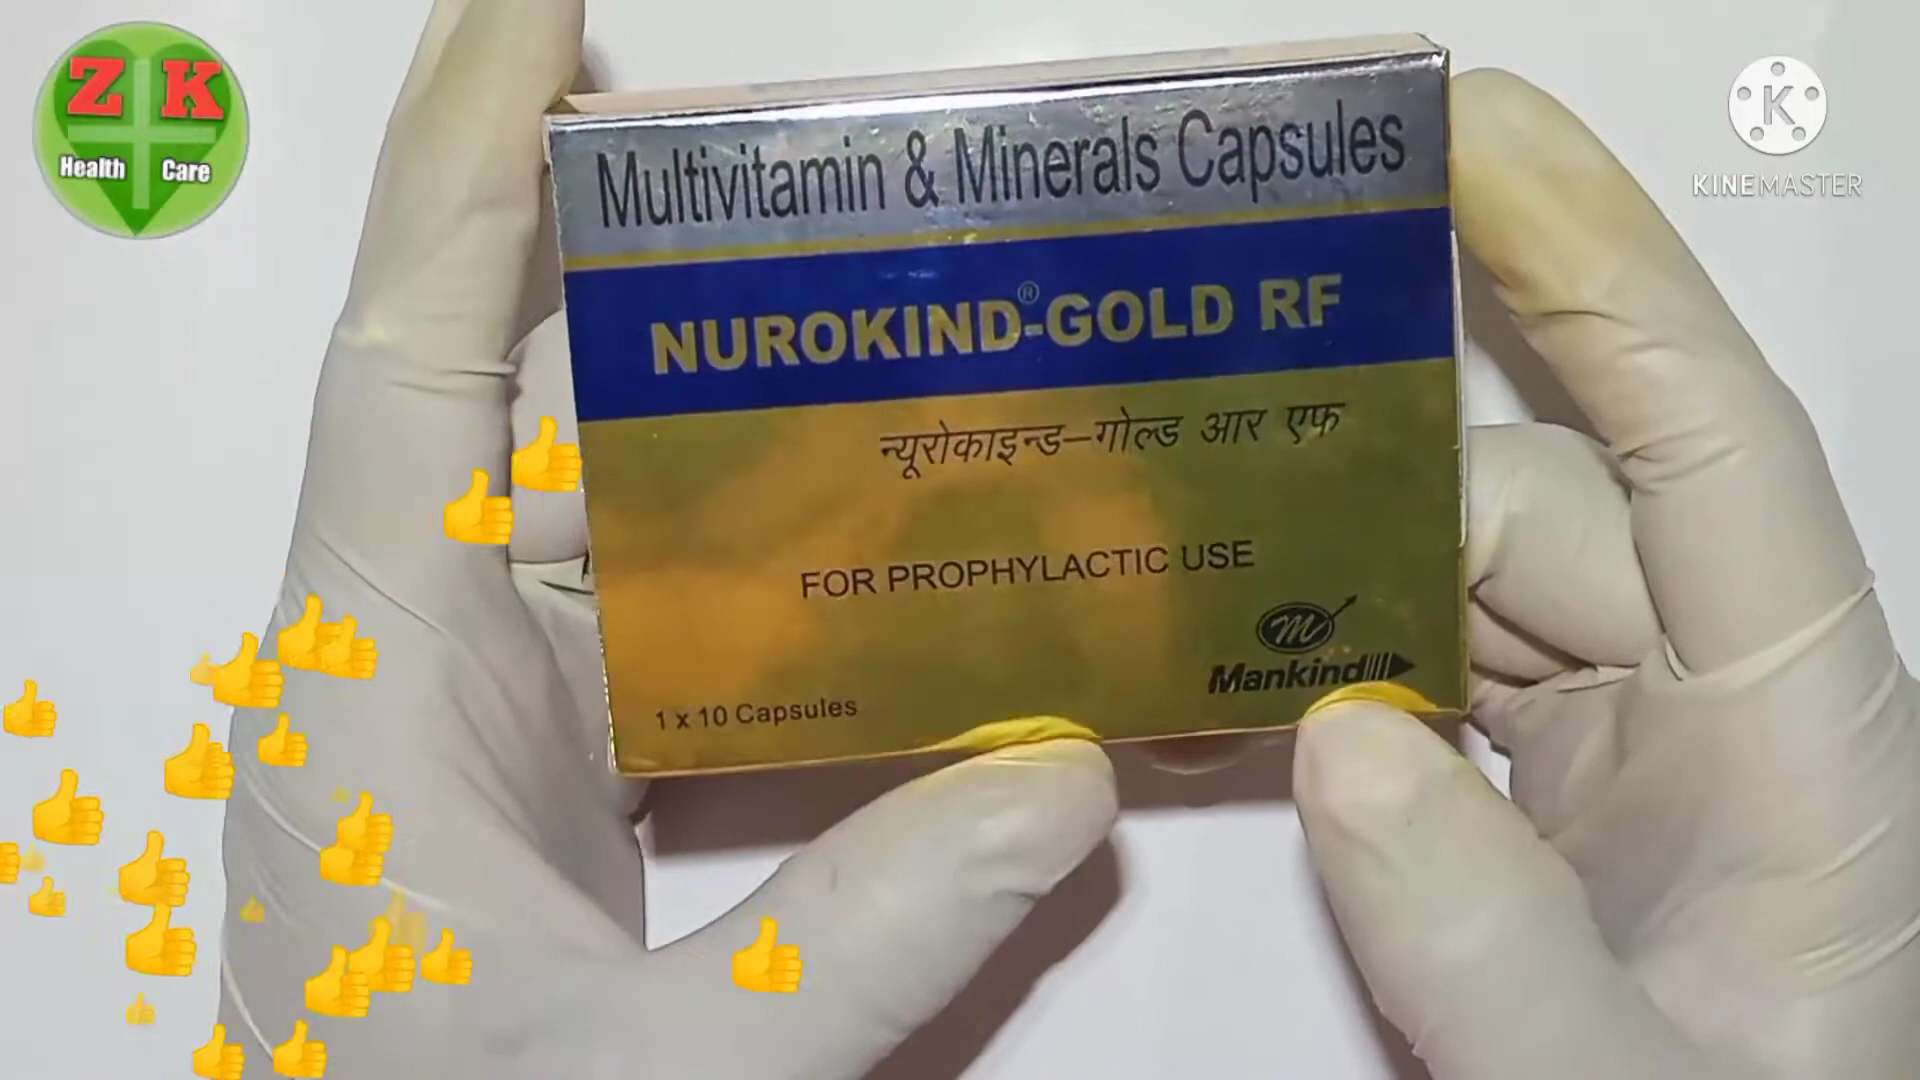 Z K
Health Care
K
KINEMASTER
Multivitamin & Minerals Capsules
NUROKIND®-GOLD RF
न्यूरोकाइन्ड–गोल्ड आर एफ
FOR PROPHYLACTIC USE
m
Mankind
1 x 10 Capsules